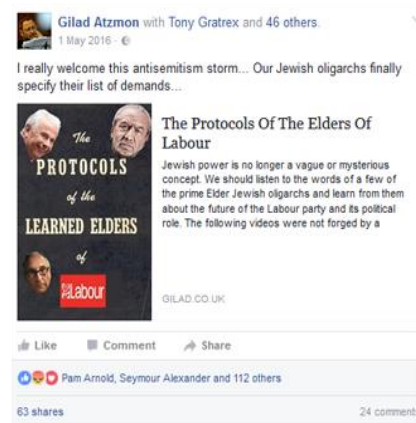 Gilad Atzmon with Tony Gratrex and 46 others.
1 May 2016 ·
I really welcome this antisemitism storm... Our Jewish oligarchs finally
specify their list of demands...
The
PROTOCOLS
of the
LEARNED ELDERS
of
Labour
The Protocols Of The Elders Of
Labour
Jewish power is no longer a vague or mysterious
concept. We should listen to the words of a few of
the prime Elder Jewish oligarchs and learn from them
about the future of the Labour party and its political
role. The following videos were not forged by a
GILAD.CO.UK
Like Comment Share
Pam Arnold, Seymour Alexander and 112 others
63 shares
24 comments